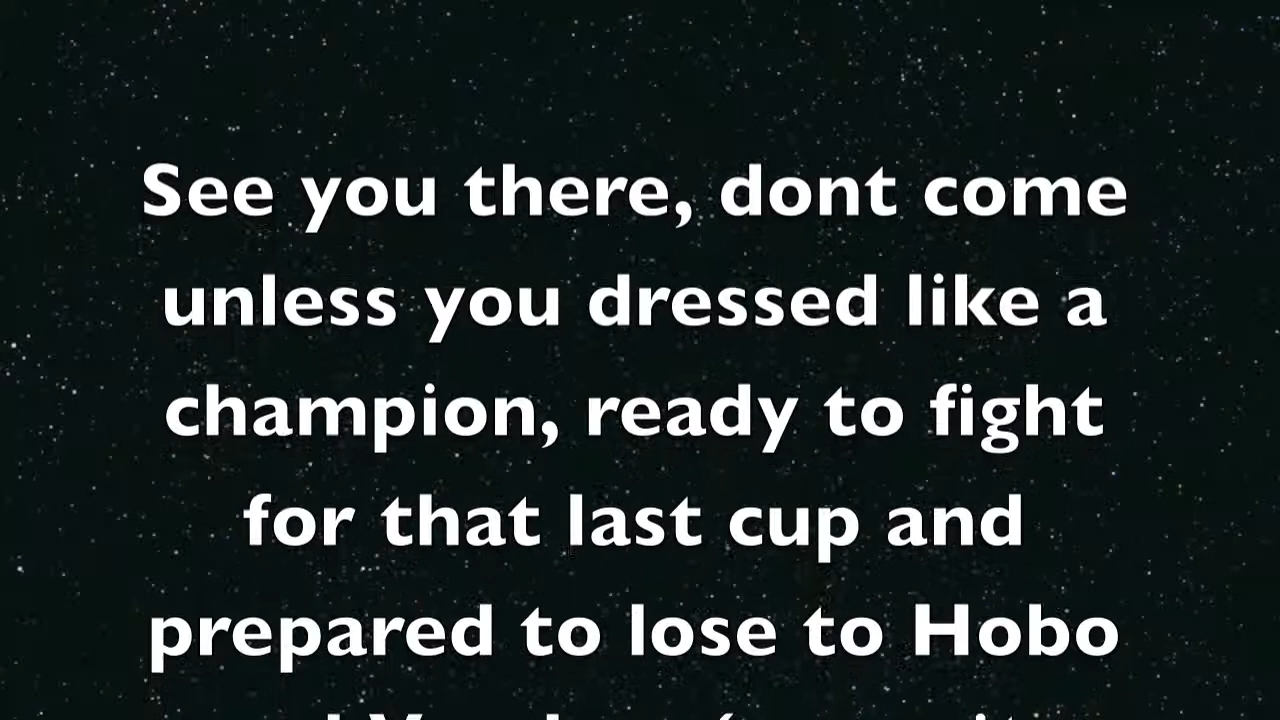 See you there, dont come
unless you dressed like a
champion, ready to fight
for that last cup and
prepared to lose to Hobo